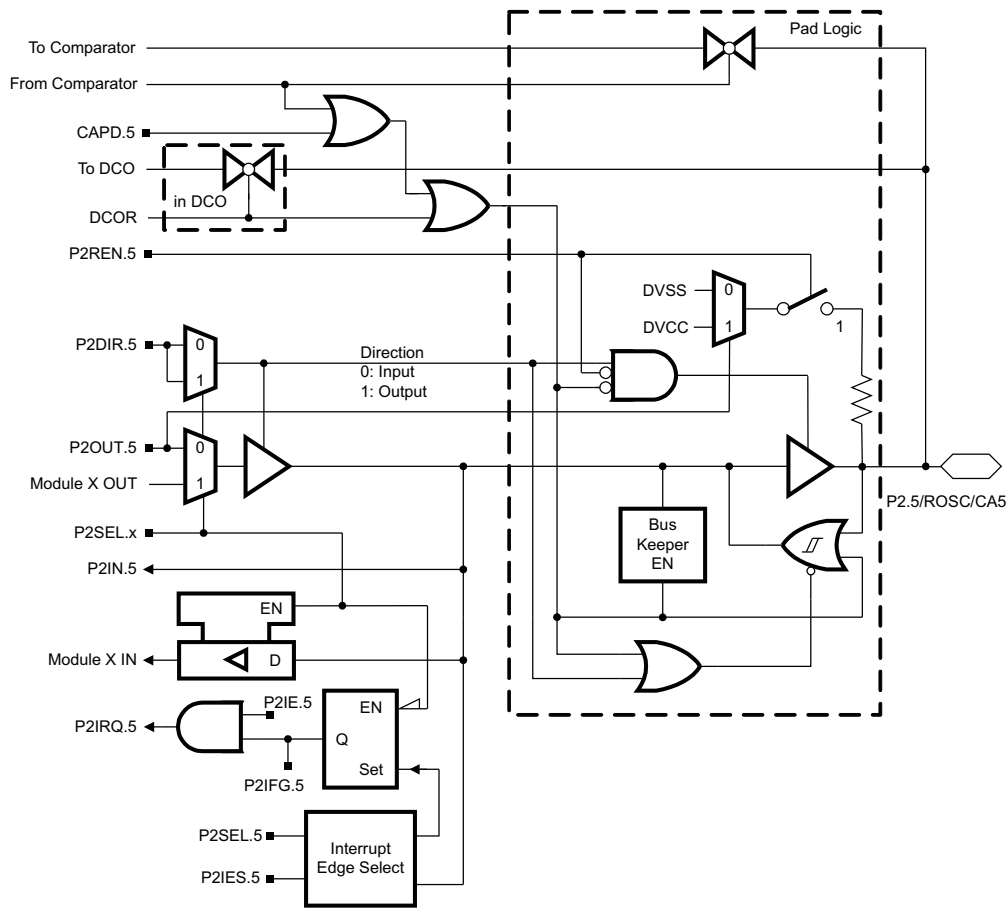 Pad Logic
To Comparator
From Comparator
CAPD.5
To DCO
in DCO
DCOR
P2REN.5
DVSS
0
DVCC
1
1
P2DIR.5
0
1
Direction
0: Input
1: Output
P2OUT.5
0
Module X OUT
1
P2.5/ROSC/CA5
P2SEL.x
Bus
Keeper
EN
P2IN.5
EN
Module X IN
D
P2IE.5
EN
P2IRQ.5
Q
P2IFG.5
Set
P2SEL.5
Interrupt
Edge Select
P2IES.5